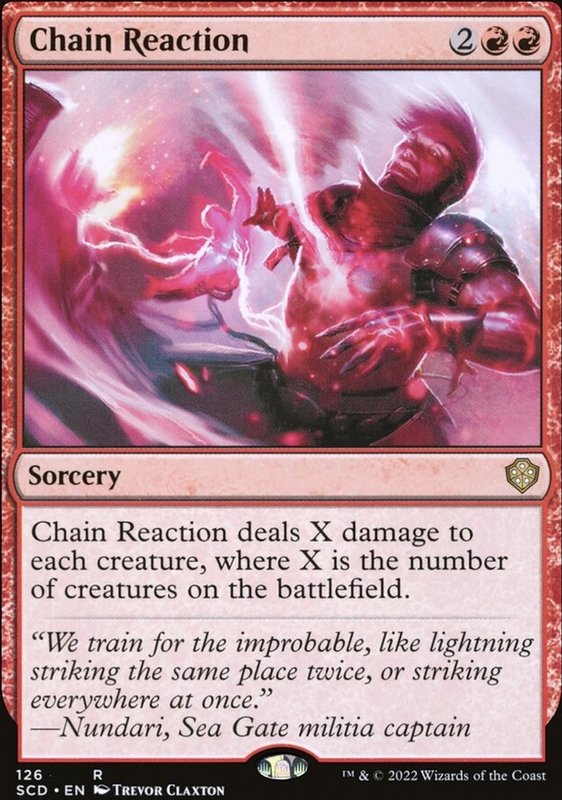 Chain Reaction 2
Sorcery
Chain Reaction deals X damage to
each creature, where X is the number
of creatures on the battlefield.
“We train for the improbable, like lightning
striking the same place twice, or striking
everywhere at once.”
—Nundari, Sea Gate militia captain
126 R
SCD • EN TREVOR CLAXTON
™ & © 2022 Wizards of the Coast